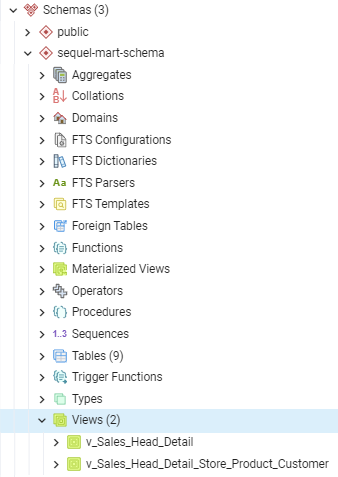 Schemas (3)
public
sequel-mart-schema
Aggregates
Collations
Domains
FTS Configurations
FTS Dictionaries
FTS Parsers
FTS Templates
Foreign Tables
Functions
Materialized Views
Operators
Procedures
1..3 Sequences
Tables (9)
Trigger Functions
Types
Views (2)
v_Sales_Head_Detail
v_Sales_Head_Detail_Store_Product_Customer